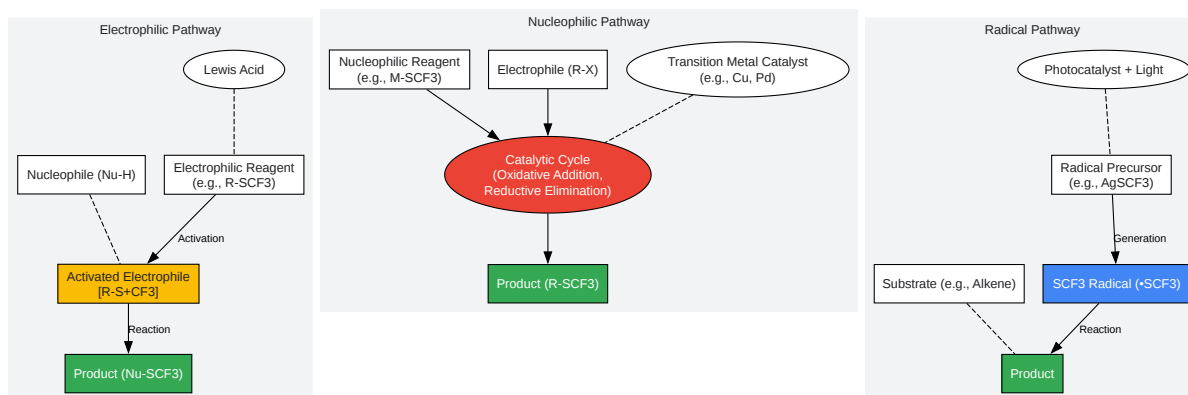 Electrophilic Pathway
Lewis Acid
Nucleophile (Nu-H)
Electrophilic Reagent
(e.g., R-SCF3)
Activation
Activated Electrophile
[R-S+CF3]
Reaction
Product (Nu-SCF3)
Nucleophilic Pathway
Nucleophilic Reagent
(e.g., M-SCF3)
Electrophile (R-X)
Transition Metal Catalyst
(e.g., Cu, Pd)
Catalytic Cycle
(Oxidative Addition,
Reductive Elimination)
Product (R-SCF3)
Radical Pathway
Photocatalyst + Light
Radical Precursor
(e.g., AgSCF3)
Generation
Substrate (e.g., Alkene)
SCF3 Radical (•SCF3)
Reaction
Product